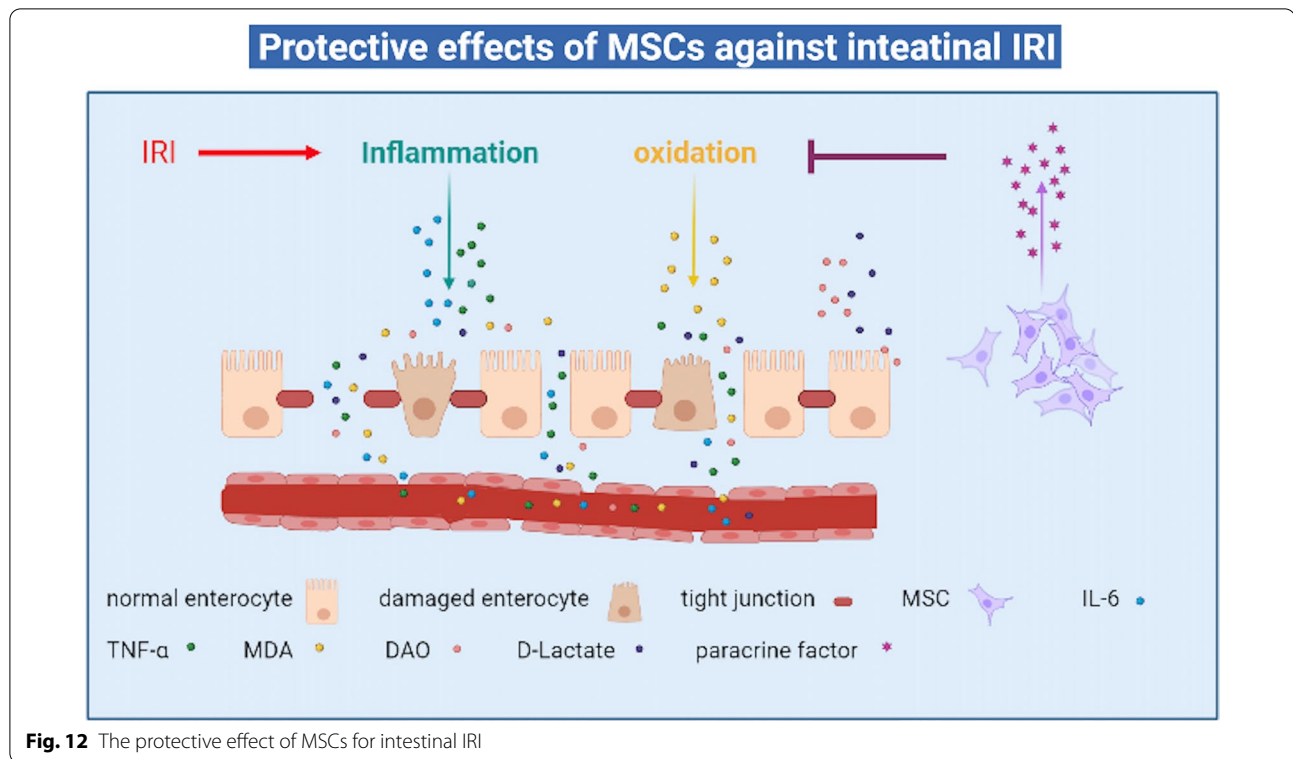 Protective effects of MSCs against inteatinal IRI
IRI Inflammation oxidation
normal enterocyte damaged enterocyte tight junction MSC IL-6
TNF-α MDA DAO D-Lactate paracrine factor
Fig. 12 The protective effect of MSCs for intestinal IRI